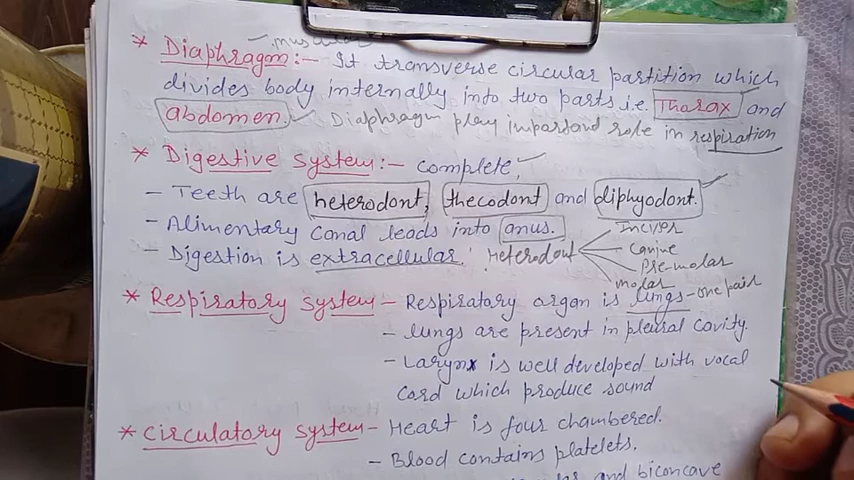 muscular
* Diaphragm:- It transverse circular partition which
divides body internally into two parts i.e. Thorax and
abdomen. Diaphragm play imparsand role in respiration
* Digestive system:- complete,
- Teeth are heterodont, thecodont and diphyodont.
- Alimentary Canal leads into anus.
- Digestion is extracellular. Heterodont
Incisor
Canine
Pre-molar
molar
* Respiratory system - Respiratory organ is lungs - one pair
- lungs are present in pleural cavity.
- Larynx is well developed with vocal
Cord which produce sound
* circulatory system - Heart is four chambered.
- Blood contains platelets.
and biconcave